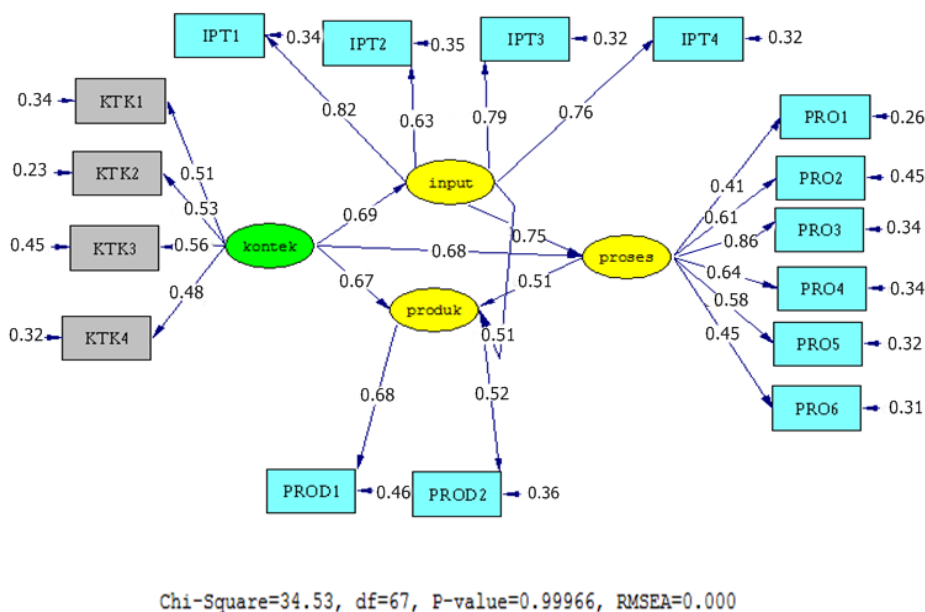 IPT1
0.34
IPT2
0.35
IPT3
0.32
IPT4
0.32
0.34
KTK1
0.82
0.63
0.79
0.76
PRO1
0.26
0.23
KTK2
0.51
0.53
input
0.41
PRO2
0.45
0.61
0.45
KTK3
0.56
kontek
0.69
0.75
0.68
proses
0.86
PRO3
0.34
0.67
0.51
0.64
PRO4
0.34
0.48
produk
0.51
0.58
0.32
KTK4
PRO5
0.32
0.45
0.68
0.52
PRO6
0.31
PROD1
0.46
PROD2
0.36
Chi-Square=34.53, df=67, P-value=0.99966, RMSEA=0.000